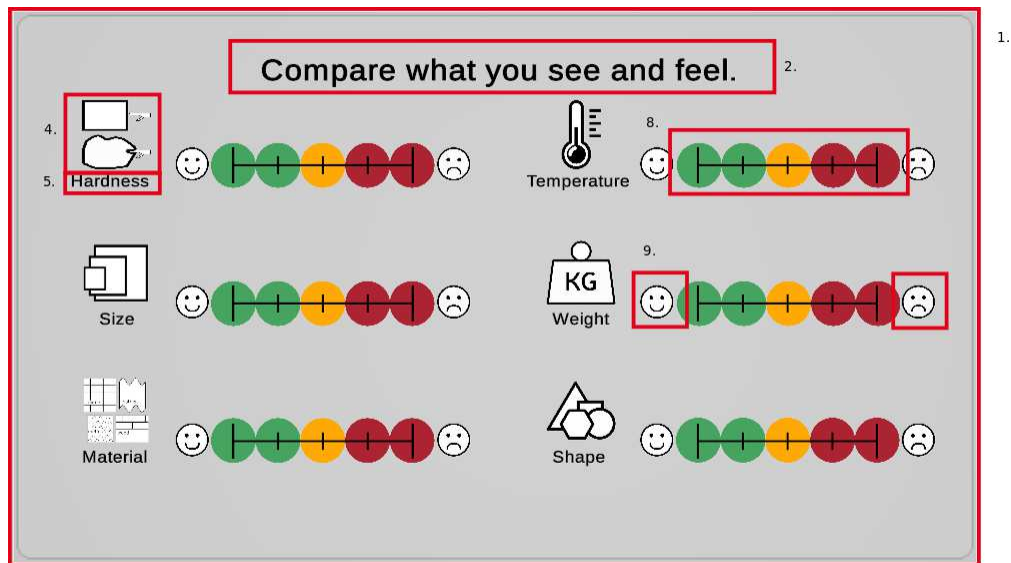 1.
Compare what you see and feel. 2.
4.
8.
5. Hardness
Temperature
9.
KG
Size
Weight
Material
Shape